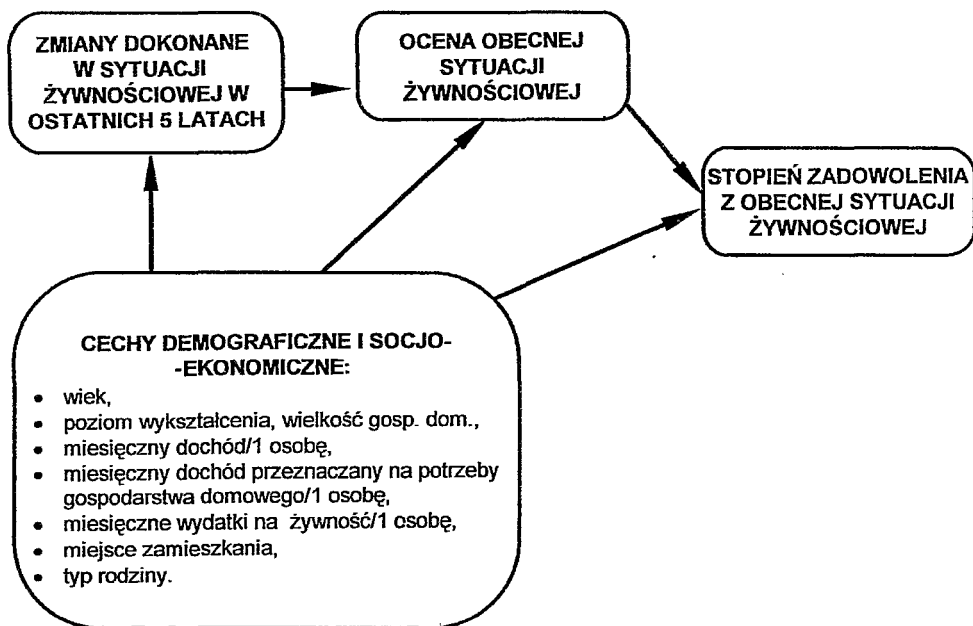 ZMIANY DOKONANE
W SYTUACJI
ŻYWNOŚCIOWEJ W
OSTATNICH 5 LATACH
OCENA OBECNEJ
SYTUACJI
ŻYWNOŚCIOWEJ
STOPIEŃ ZADOWOLENIA
Z OBECNEJ SYTUACJI
ŻYWNOŚCIOWEJ
CECHY DEMOGRAFICZNE I SOCJO-
-EKONOMICZNE:
• wiek,
• poziom wykształcenia, wielkość gosp. dom.,
• miesięczny dochód/1 osobę,
• miesięczny dochód przeznaczany na potrzeby
gospodarstwa domowego/1 osobę,
• miesięczne wydatki na żywność/1 osobę,
• miejsce zamieszkania,
• typ rodziny.